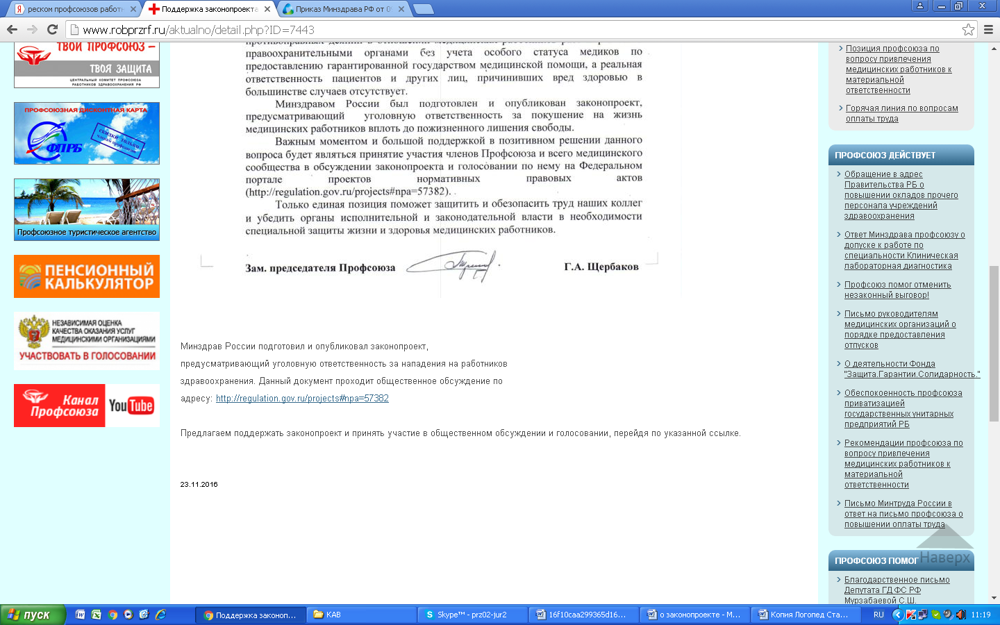 реском профсоюзов работ
Поддержка законопроекта
Приказ Минздрава РФ от 0
www.robprzrf.ru/aktualno/detail.php?ID=7443
ТВОЙ ПРОФСОЮЗ –
ТВОЯ ЗАЩИТА
ЦЕНТРАЛЬНЫЙ КОМИТЕТ ПРОФСОЮЗА
РАБОТНИКОВ ЗДРАВООХРАНЕНИЯ РФ
ПРОФСОЮЗНАЯ ДИСКОНТНАЯ КАРТА
ФПРБ
скидки только
членам профсоюзов
Профсоюзное туристическое агентство
ПЕНСИОННЫЙ
КАЛЬКУЛЯТОР
НЕЗАВИСИМАЯ ОЦЕНКА
КАЧЕСТВА ОКАЗАНИЯ УСЛУГ
МЕДИЦИНСКИМИ ОРГАНИЗАЦИЯМИ
УЧАСТВОВАТЬ В ГОЛОСОВАНИИ
Канал
Профсоюза
YouTube
правоохранительными органами без учета особого статуса медиков по
предоставлению гарантированной государством медицинской помощи, а реальная
ответственность пациентов и других лиц, причинивших вред здоровью в
большинстве случаев отсутствует.
Минздравом России был подготовлен и опубликован законопроект,
предусматривающий уголовную ответственность за покушение на жизнь
медицинских работников вплоть до пожизненного лишения свободы.
Важным моментом и большой поддержкой в позитивном решении данного
вопроса будет являться принятие участия членов Профсоюза и всего медицинского
сообщества в обсуждении законопроекта и голосовании по нему на Федеральном
портале проектов нормативных правовых актов
(http://regulation.gov.ru/projects#npa=57382).
Только единая позиция поможет защитить и обезопасить труд наших коллег
и убедить органы исполнительной и законодательной власти в необходимости
специальной защиты жизни и здоровья медицинских работников.
Зам. председателя Профсоюза Г.А. Щербаков
Минздрав России подготовил и опубликовал законопроект,
предусматривающий уголовную ответственность за нападения на работников
здравоохранения. Данный документ проходит общественное обсуждение по
адресу: http://regulation.gov.ru/projects#npa=57382
Предлагаем поддержать законопроект и принять участие в общественном обсуждении и голосовании, перейдя по указанной ссылке.
23.11.2016
Позиция профсоюза по
вопросу привлечения
медицинских работников к
материальной
ответственности
Горячая линия по вопросам
оплаты труда
ПРОФСОЮЗ ДЕЙСТВУЕТ
Обращение в адрес
Правительства РБ о
повышении окладов прочего
персонала учреждений
здравоохранения
Ответ Минздрава профсоюзу о
допуске к работе по
специальности Клиническая
лабораторная диагностика
Профсоюз помог отменить
незаконный выговор!
Письмо руководителям
медицинских организаций о
порядке предоставления
отпусков
О деятельности Фонда
"Защита.Гарантии.Солидарность."
Обеспокоенность профсоюза
приватизацией
государственных унитарных
предприятий РБ
Рекомендации профсоюза по
вопросу привлечения
медицинских работников к
материальной
ответственности
Письмо Минтруда России в
ответ на письмо профсоюза о
повышении оплаты труда
Наверх
ПРОФСОЮЗ ПОМОГ
Благодарственное письмо
Депутата ГД ФС РФ
Мурзабаевой С.Ш.
пуск
Поддержка законоп...
КАВ
Skype™ - prz02-jur2
16f10caa299365d16...
о законопроекте - M...
Копия Логопед Ста...
RU
11:19